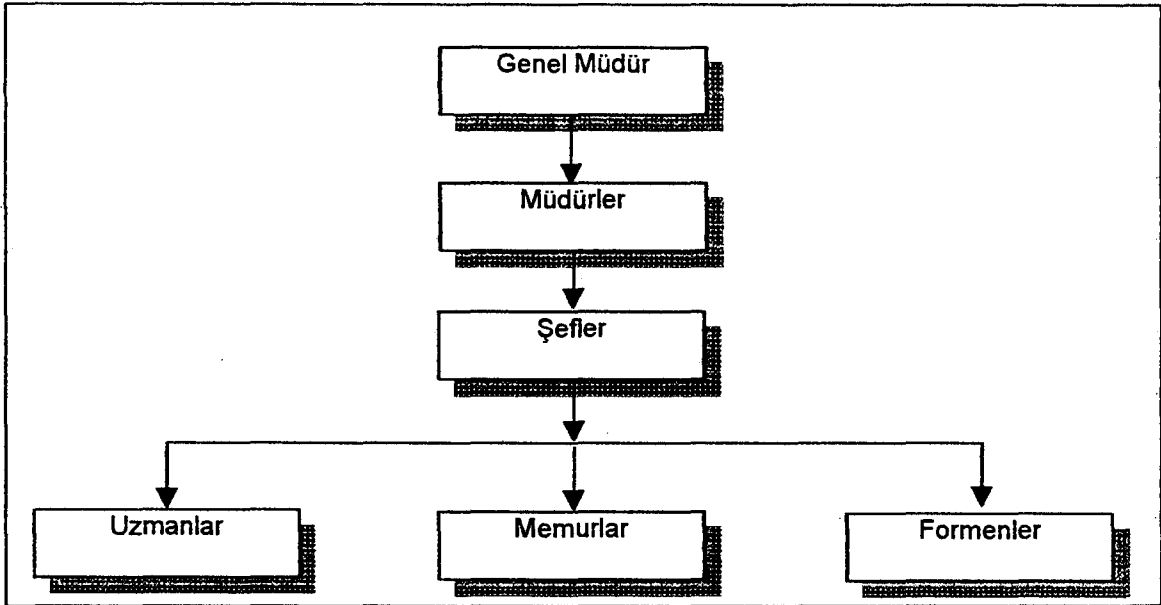 Genel Müdür
Müdürler
Şefler
Uzmanlar
Memurlar
Formenler